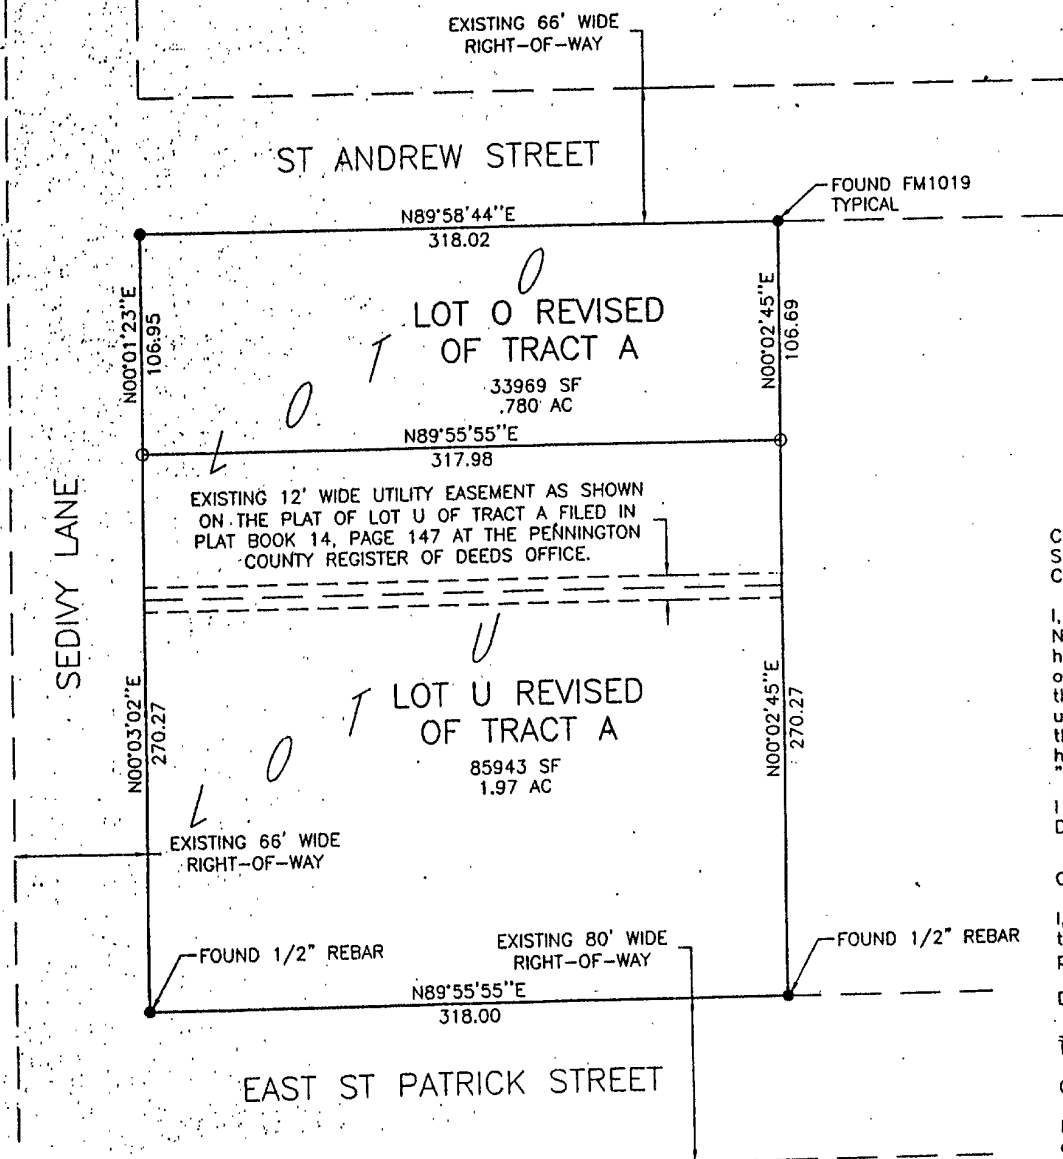 EXISTING 66' WIDE
RIGHT-OF-WAY
ST ANDREW STREET
FOUND FM1019
TYPICAL
N89°58'44"E
318.02
N00°01'23"E
106.95
N00°02'45"E
106.69
LOT O
LOT O REVISED
OF TRACT A
33969 SF
.780 AC
N89°55'55"E
317.98
EXISTING 12' WIDE UTILITY EASEMENT AS SHOWN
ON THE PLAT OF LOT U OF TRACT A FILED IN
PLAT BOOK 14, PAGE 147 AT THE PENNINGTON
COUNTY REGISTER OF DEEDS OFFICE.
SEDIVY LANE
LOT U
LOT U REVISED
OF TRACT A
85943 SF
1.97 AC
N00°03'02"E
270.27
N00°02'45"E
270.27
EXISTING 66' WIDE
RIGHT-OF-WAY
FOUND 1/2" REBAR
EXISTING 80' WIDE
RIGHT-OF-WAY
FOUND 1/2" REBAR
N89°55'55"E
318.00
EAST ST PATRICK STREET